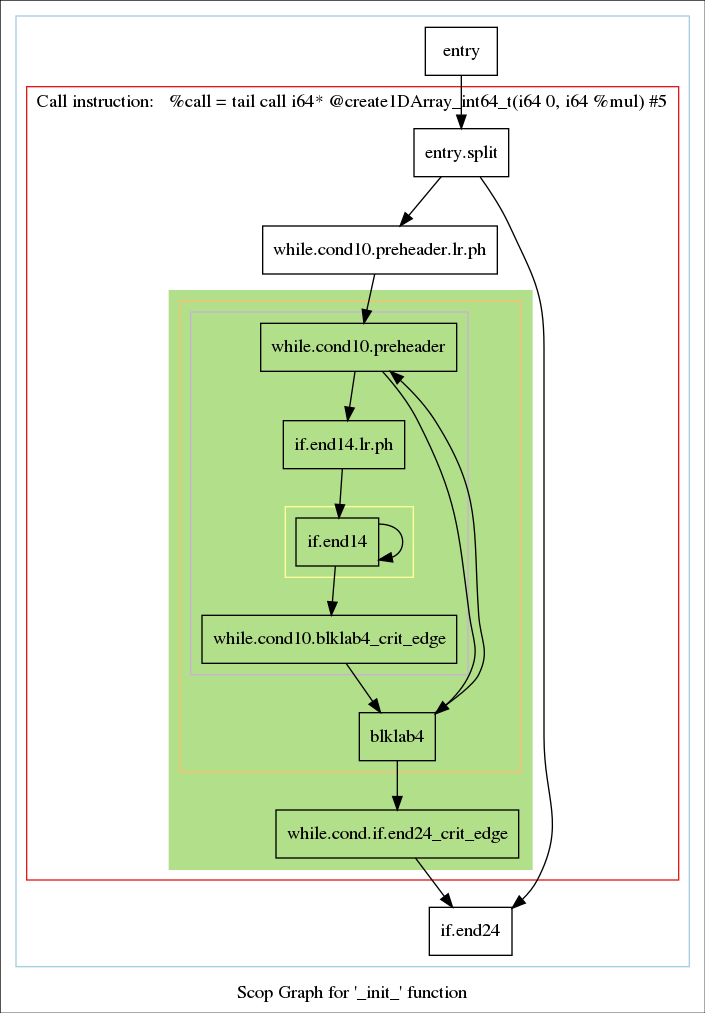 entry
Call instruction: %call = tail call i64* @create1DArray_int64_t(i64 0, i64 %mul) #5
entry.split
while.cond10.preheader.lr.ph
while.cond10.preheader
if.end14.lr.ph
if.end14
while.cond10.blklab4_crit_edge
blklab4
while.cond.if.end24_crit_edge
if.end24
Scop Graph for '_init_' function